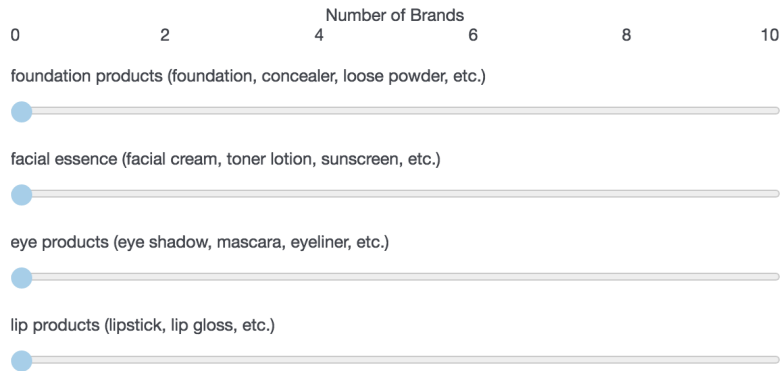 Number of Brands
0 2 4 6 8 10
foundation products (foundation, concealer, loose powder, etc.)
facial essence (facial cream, toner lotion, sunscreen, etc.)
eye products (eye shadow, mascara, eyeliner, etc.)
lip products (lipstick, lip gloss, etc.)